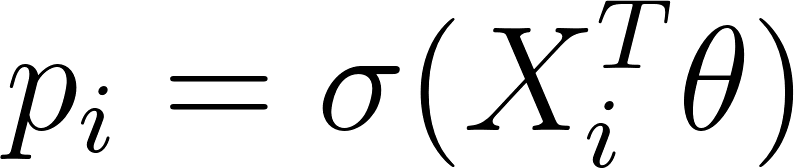 p_i = σ(X_i^T θ)